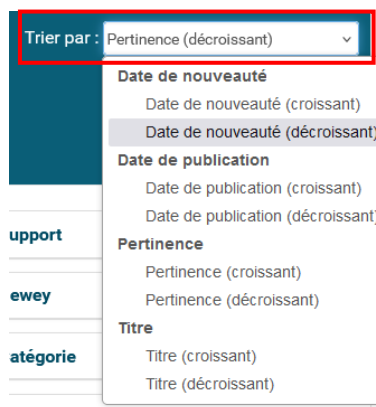 Trier par : Pertinence (décroissant)
Date de nouveauté
Date de nouveauté (croissant)
Date de nouveauté (décroissant)
Date de publication
Date de publication (croissant)
Date de publication (décroissant)
upport
Pertinence
Pertinence (croissant)
ewey
Pertinence (décroissant)
Titre
atégorie
Titre (croissant)
Titre (décroissant)